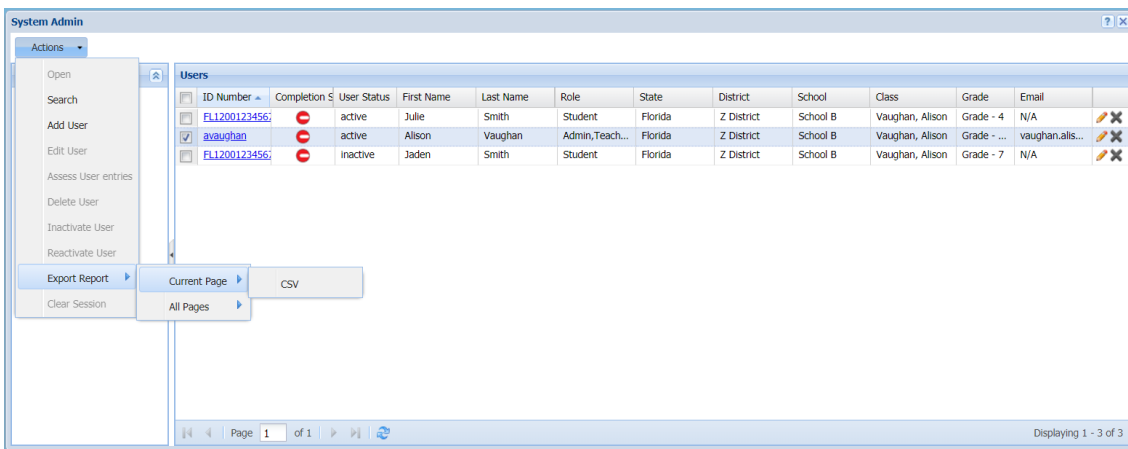 System Admin
Actions
Open
Search
Add User
Edit User
Assess User entries
Delete User
Inactivate User
Reactivate User
Export Report
Clear Session
Current Page
All Pages
CSV
Users
ID Number Completion S User Status First Name Last Name Role State District School Class Grade Email
FL1200123456 active Julie Smith Student Florida Z District School B Vaughan, Alison Grade - 4 N/A
avaughan active Alison Vaughan Admin,Teach... Florida Z District School B Vaughan, Alison Grade - ... vaughan.alis...
FL1200123456 inactive Jaden Smith Student Florida Z District School B Vaughan, Alison Grade - 7 N/A
Page 1 of 1
Displaying 1 - 3 of 3